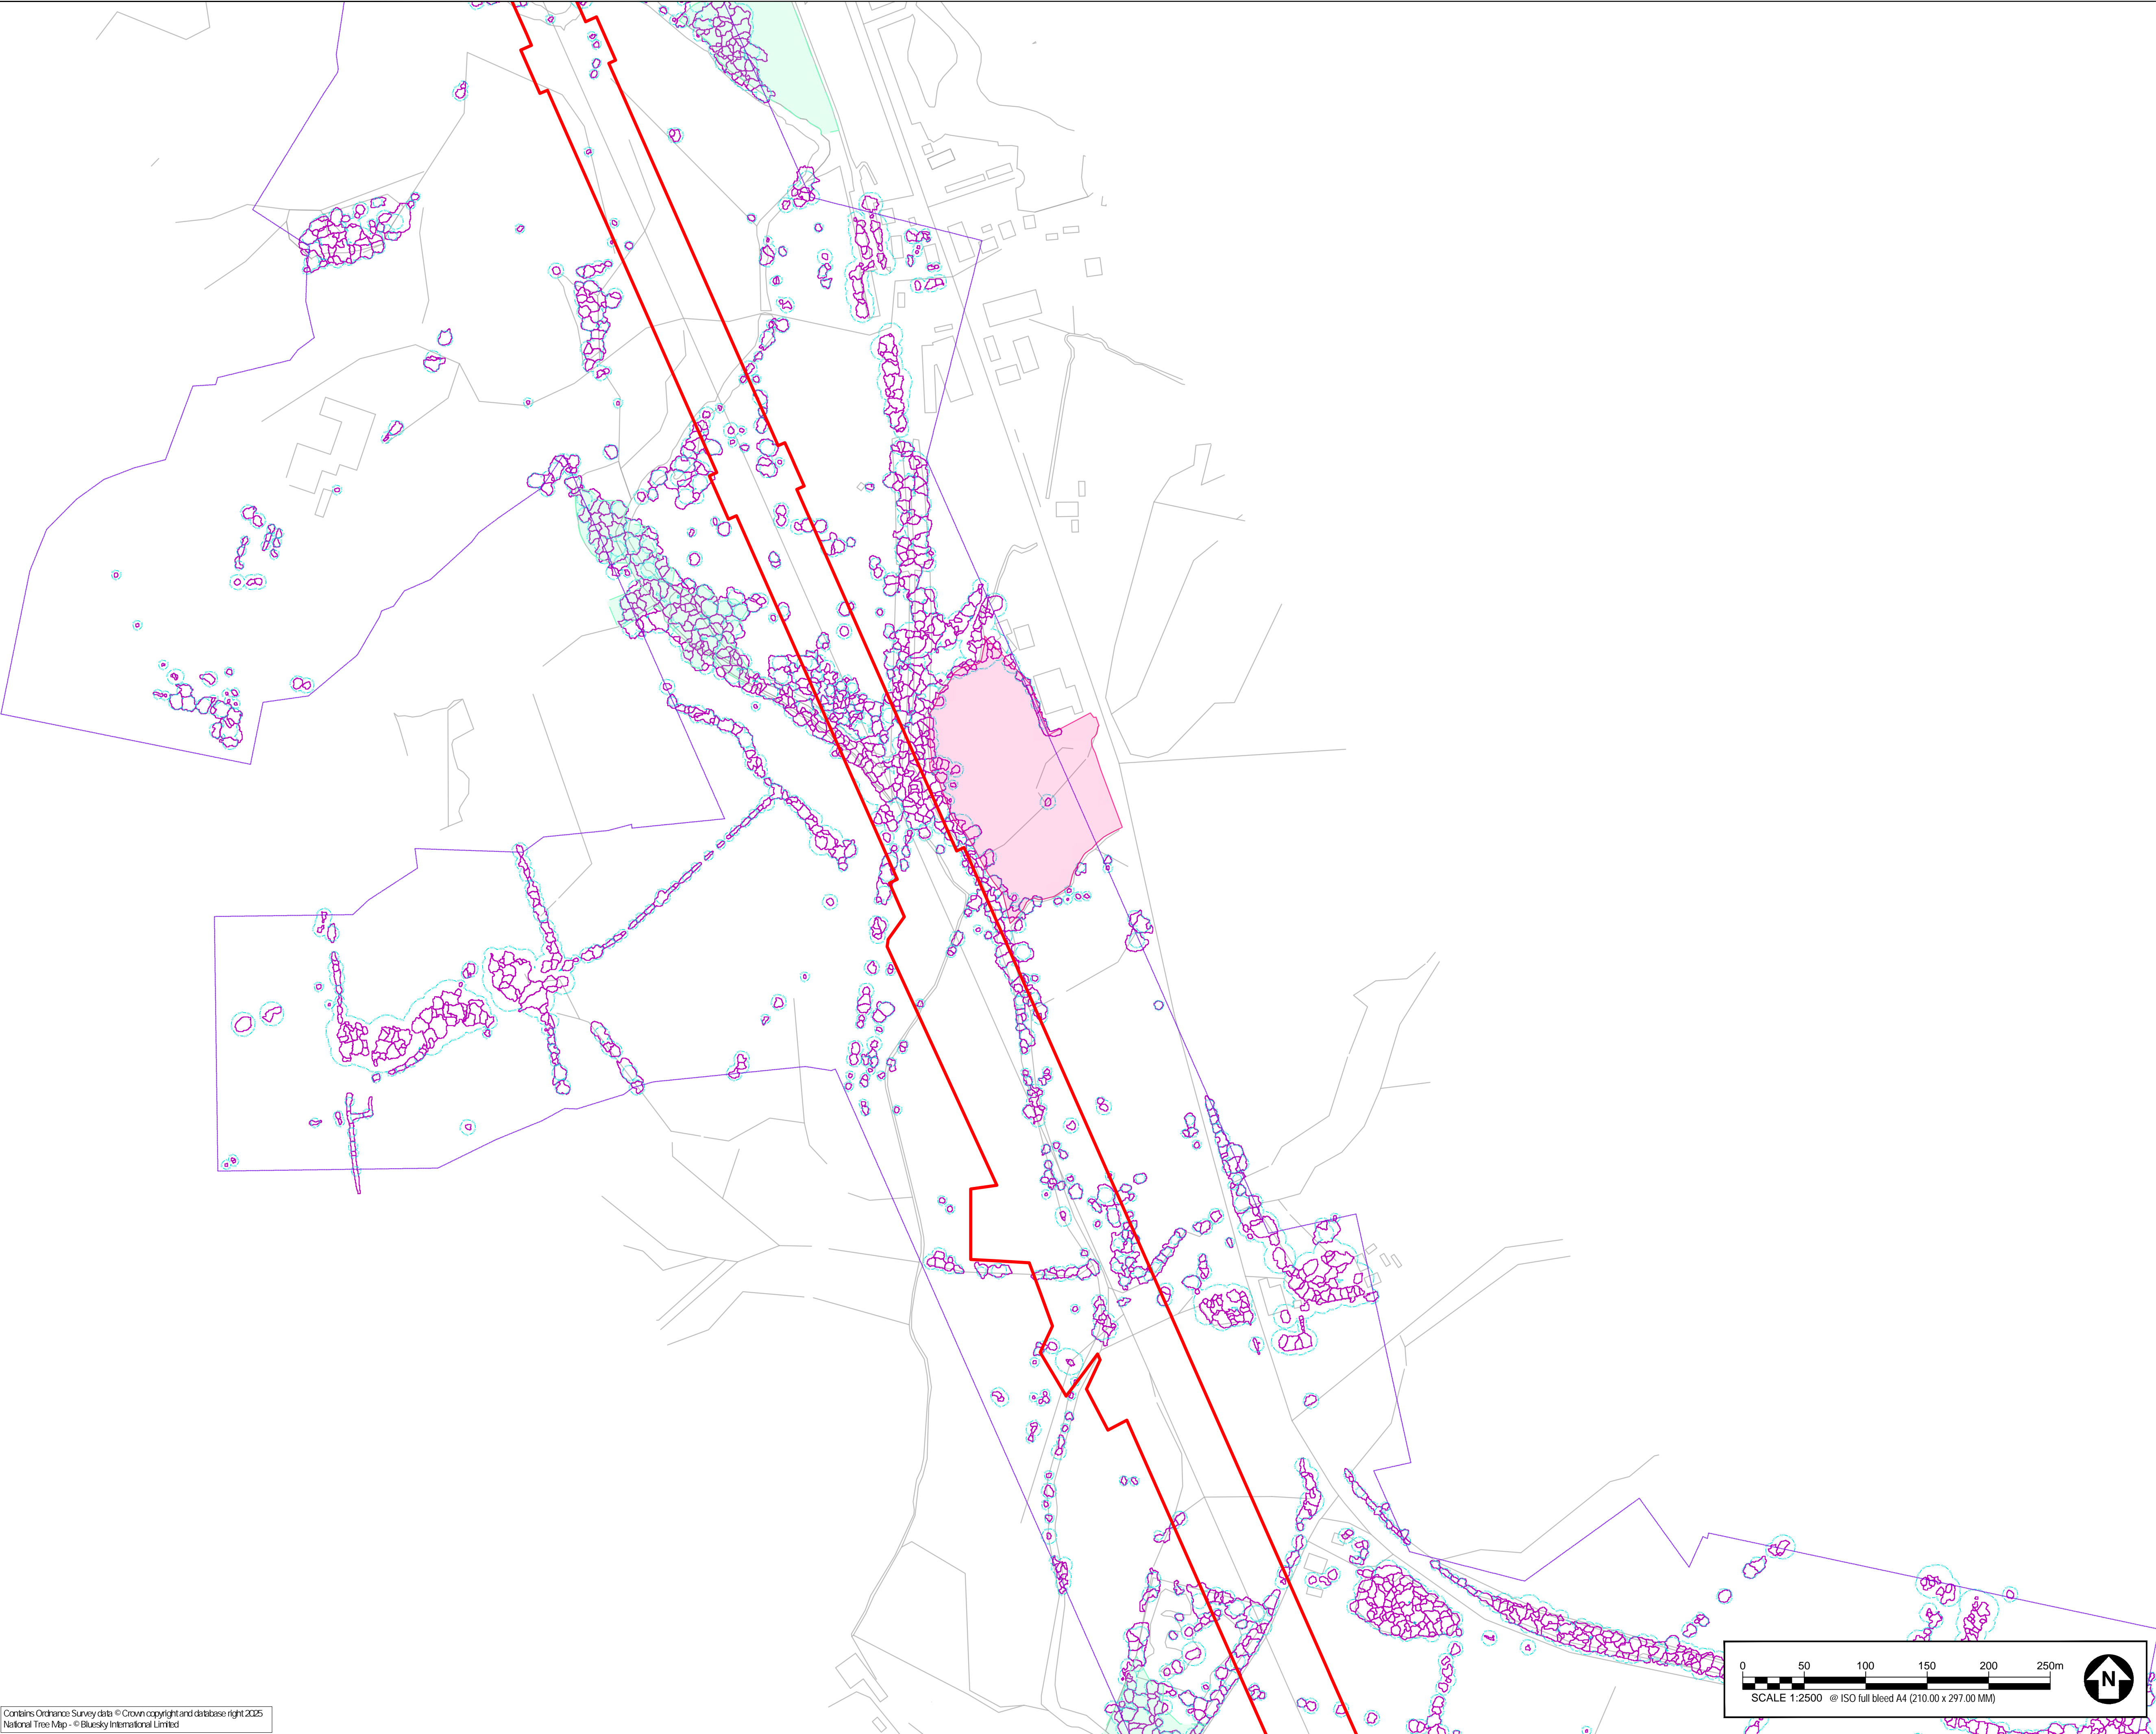 0 50 100 150 200 250m
SCALE 1:2500 @ ISO full bleed A4 (210.00 x 297.00 MM)
N
Contains Ordnance Survey data © Crown copyright and database right 2025
National Tree Map - © Bluesky International Limited